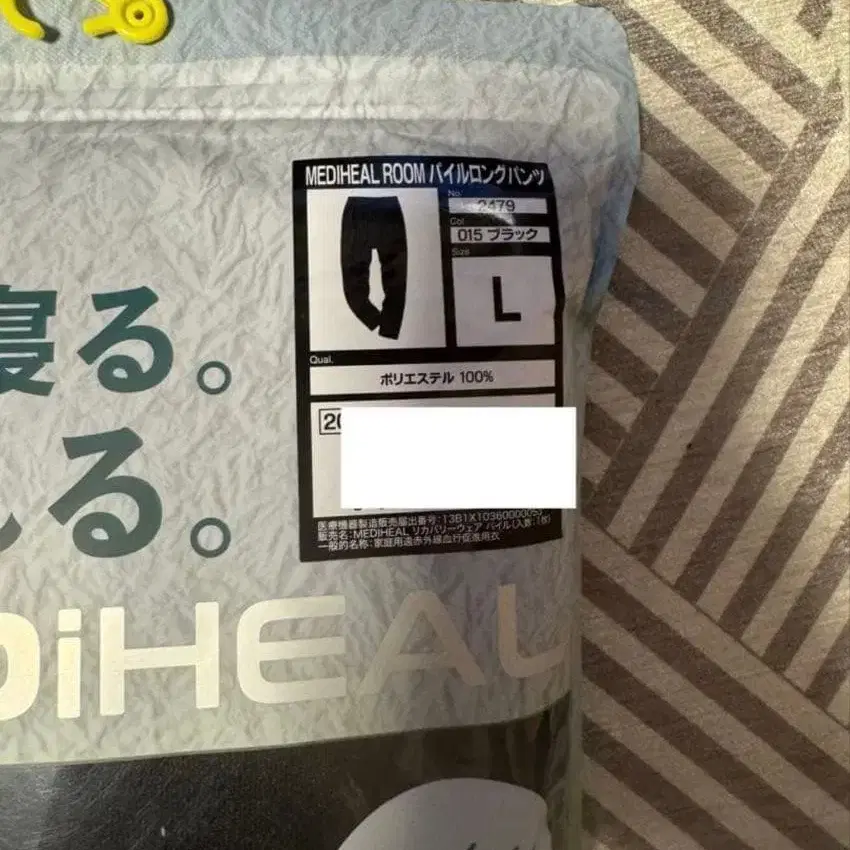 MEDIHEAL ROOM パイルロングパンツ
No.
2479
Col.
015 ブラック
Size
L
Qual.
ポリエステル 100%
20
医療機器製造販売届出番号:13B1X10360000053
販売名:MEDIHEAL リカバリーウェア パイルL(入数:1枚)
一般的名称:家庭用遠赤外線血行促進用衣
寝る。
る。
DiHEAL